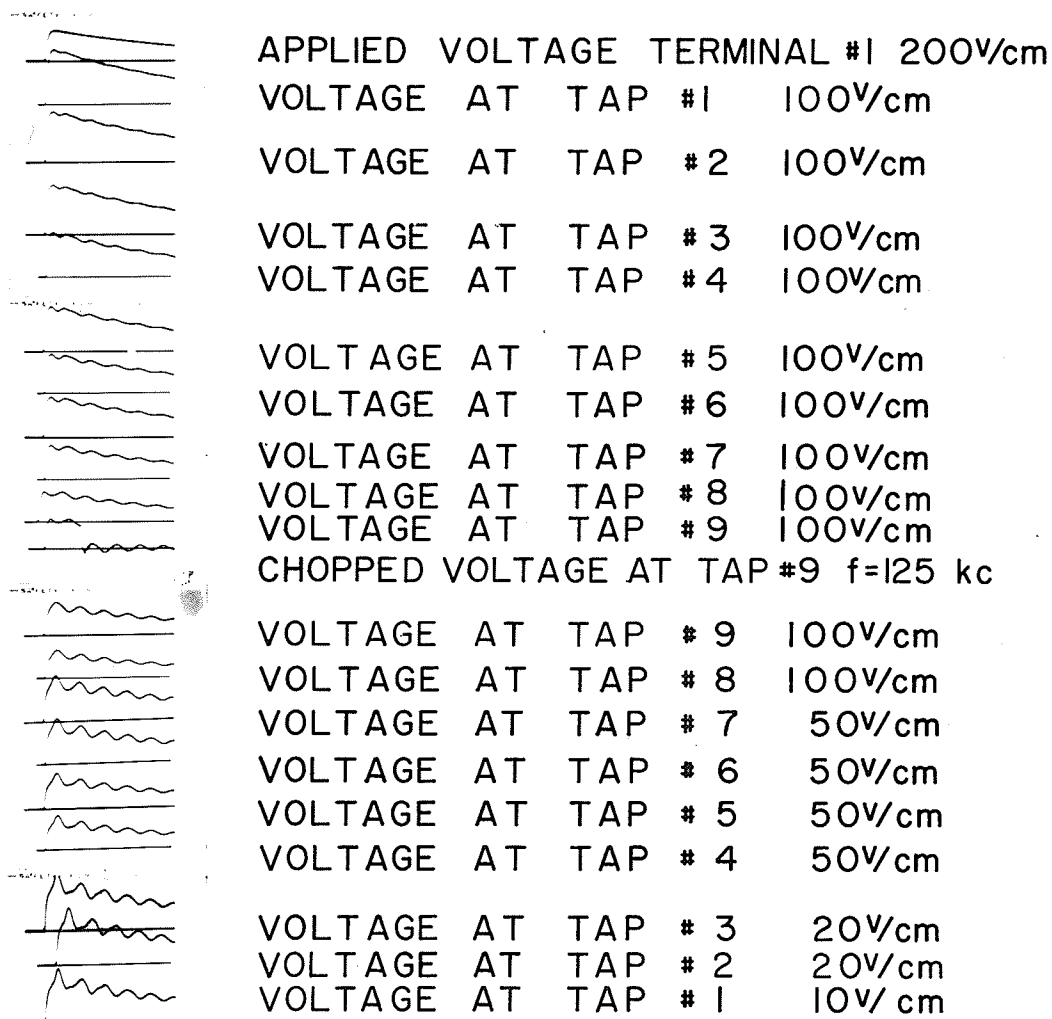 APPLIED VOLTAGE TERMINAL #1 200V/cm
VOLTAGE AT TAP #1 100V/cm
VOLTAGE AT TAP #2 100V/cm
VOLTAGE AT TAP #3 100V/cm
VOLTAGE AT TAP #4 100V/cm
VOLTAGE AT TAP #5 100V/cm
VOLTAGE AT TAP #6 100V/cm
VOLTAGE AT TAP #7 100V/cm
VOLTAGE AT TAP #8 100V/cm
VOLTAGE AT TAP #9 100V/cm
CHOPPED VOLTAGE AT TAP #9 f=125 kc
VOLTAGE AT TAP #9 100V/cm
VOLTAGE AT TAP #8 100V/cm
VOLTAGE AT TAP #7 50V/cm
VOLTAGE AT TAP #6 50V/cm
VOLTAGE AT TAP #5 50V/cm
VOLTAGE AT TAP #4 50V/cm
VOLTAGE AT TAP #3 20V/cm
VOLTAGE AT TAP #2 20V/cm
VOLTAGE AT TAP #1 10V/cm